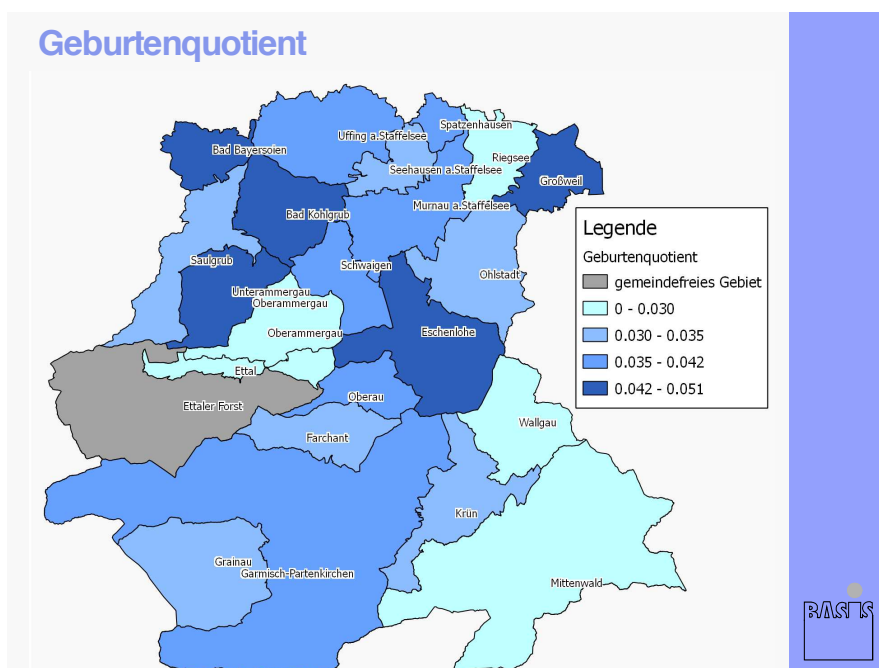 Geburtenquotient
Spatzenhausen
Uffing a.Staffelsee
Bad Bayersoien
Riegsee
Seehausen a.Staffelsee
Großweil
Murnau a.Staffelsee
Bad Kohlgrub
Legende
Geburtenquotient
gemeindefreies Gebiet
0 - 0.030
0.030 - 0.035
0.035 - 0.042
0.042 - 0.051
Saulgrub
Schwaigen
Ohlstadt
Unterammergau
Oberammergau
Oberammergau
Eschenlohe
Ettal
Oberau
Ettaler Forst
Wallgau
Farchant
Krün
Grainau
Garmisch-Partenkirchen
Mittenwald
BASIS